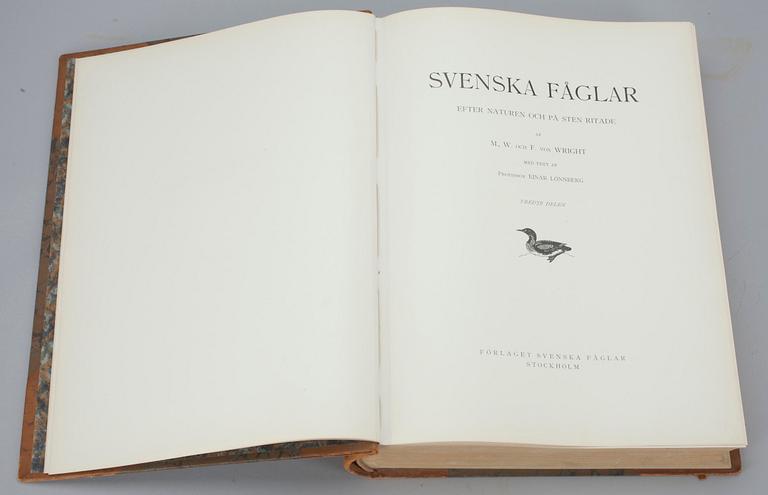 SVENSKA FÅGLAR
EFTER NATUREN OCH PÅ STEN RITADE
AF
M., W. OCH F. VON WRIGHT
MED TEXT AF
PROFESSOR EINAR LÖNNBERG
TREDJE DELEN
FÖRLAGET SVENSKA FÅGLAR
STOCKHOLM